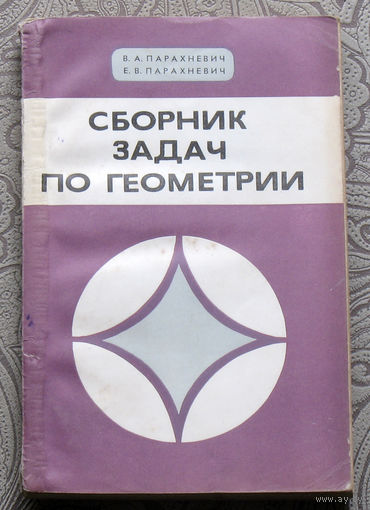 В. А. ПАРАХНЕВИЧ
Е. В. ПАРАХНЕВИЧ
СБОРНИК
ЗАДАЧ
ПО ГЕОМЕТРИИ